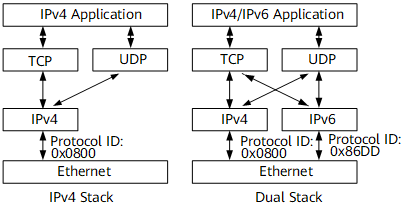 IPv4 Application
TCP
UDP
IPv4
Protocol ID:
0x0800
Ethernet
IPv4 Stack
IPv4/IPv6 Application
TCP
UDP
IPv4
IPv6
Protocol ID:
0x0800
Protocol ID:
0x86DD
Ethernet
Dual Stack